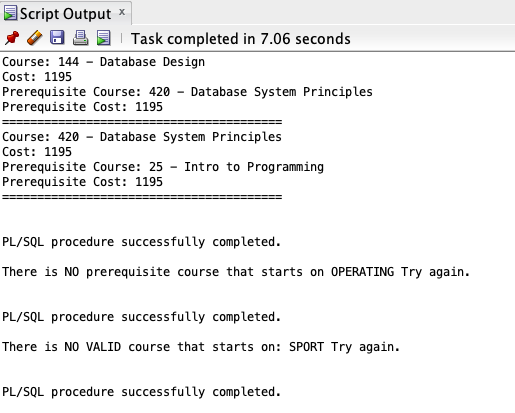 Script Output ×
Task completed in 7.06 seconds
Course: 144 - Database Design
Cost: 1195
Prerequisite Course: 420 - Database System Principles
Prerequisite Cost: 1195
========================================
Course: 420 - Database System Principles
Cost: 1195
Prerequisite Course: 25 - Intro to Programming
Prerequisite Cost: 1195
========================================
PL/SQL procedure successfully completed.
There is NO prerequisite course that starts on OPERATING Try again.
PL/SQL procedure successfully completed.
There is NO VALID course that starts on: SPORT Try again.
PL/SQL procedure successfully completed.